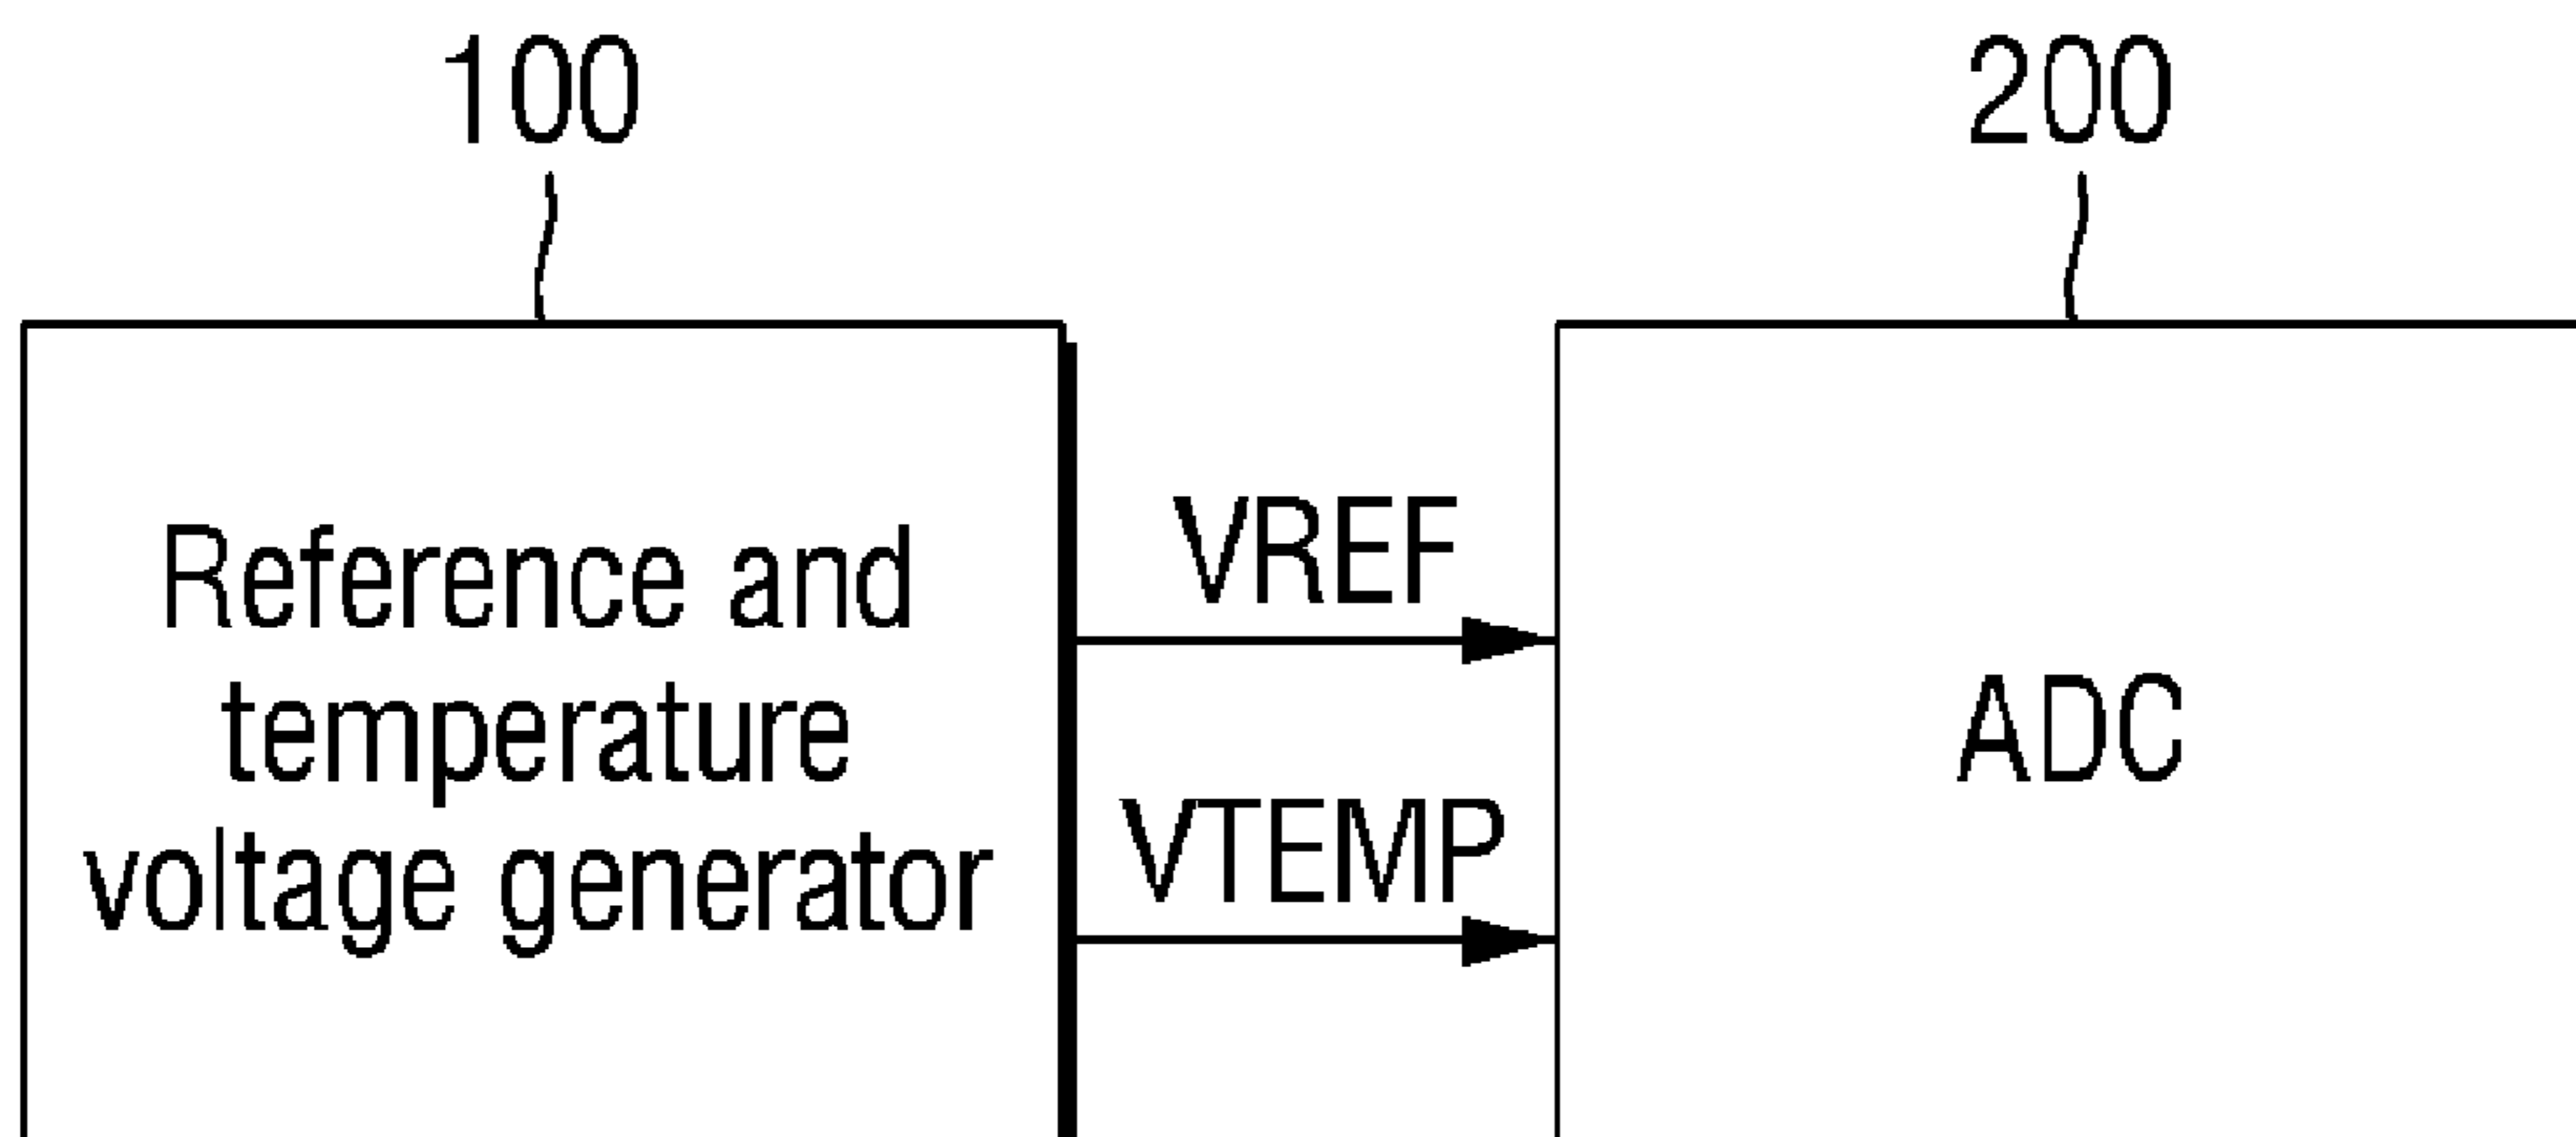 100
200
Reference and
temperature
voltage generator
VREF
VTEMP
ADC